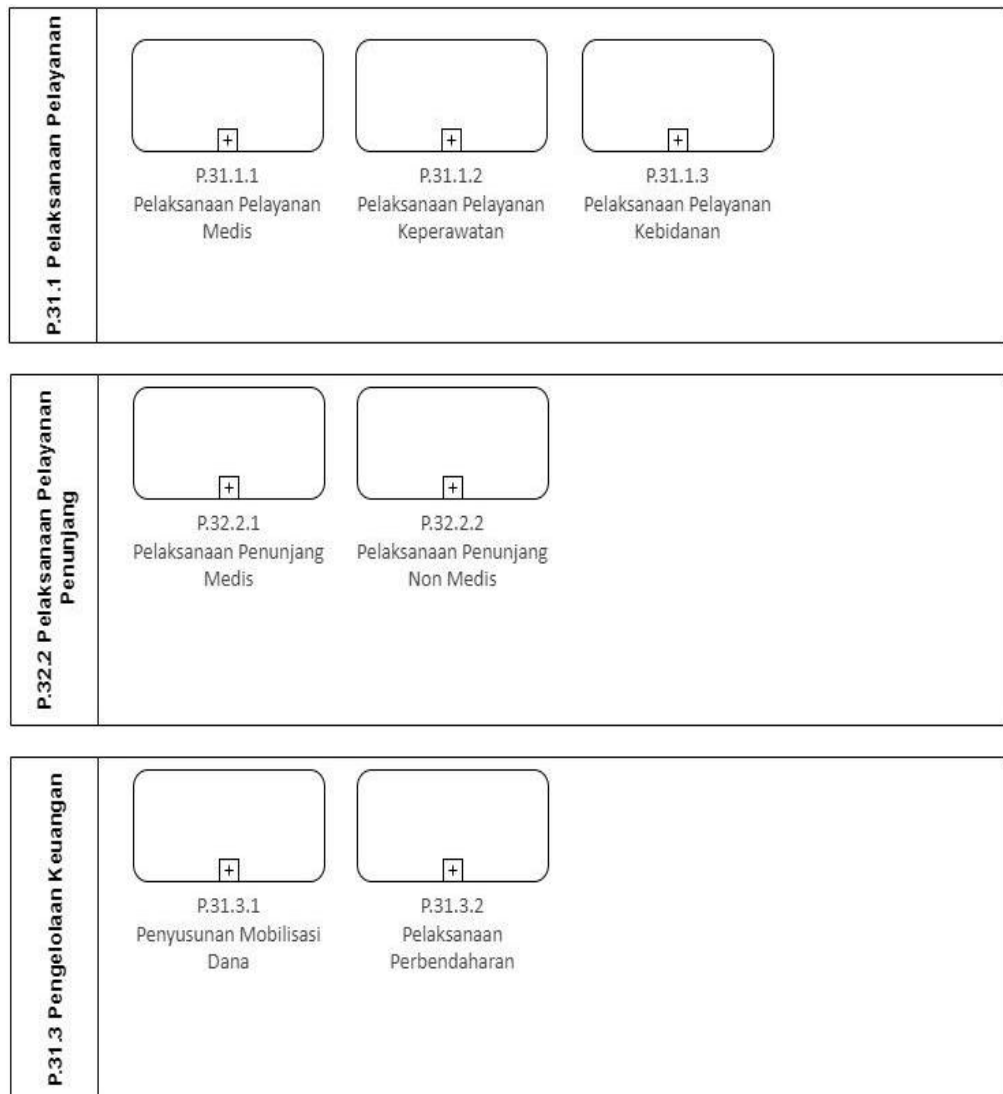 P.31.1 Pelaksanaan Pelayanan
+
P.31.1.1
Pelaksanaan Pelayanan
Medis
+
P.31.1.2
Pelaksanaan Pelayanan
Keperawatan
+
P.31.1.3
Pelaksanaan Pelayanan
Kebidanan
P.32.2 Pelaksanaan Pelayanan
Penunjang
+
P.32.2.1
Pelaksanaan Penunjang
Medis
+
P.32.2.2
Pelaksanaan Penunjang
Non Medis
P.31.3 Pengelolaan Keuangan
+
P.31.3.1
Penyusunan Mobilisasi
Dana
+
P.31.3.2
Pelaksanaan
Perbendaharan